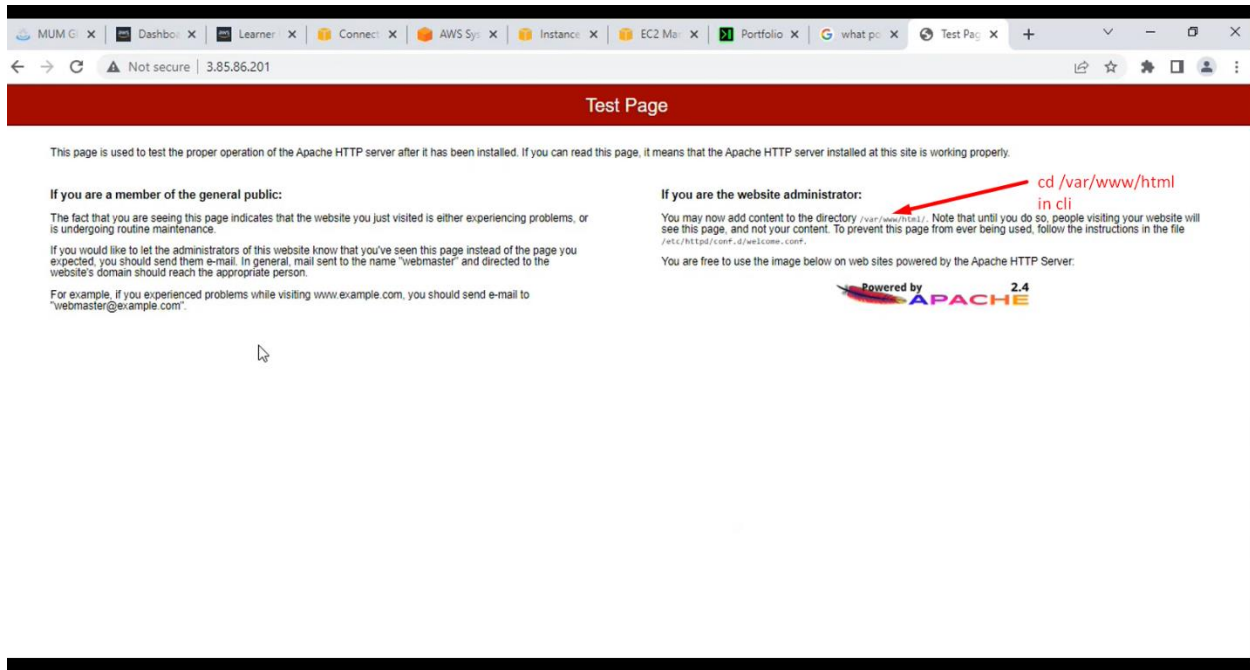 MUM G
Dashboa
Learner
Connect
AWS Sys
Instance
EC2 Mar
Portfolio
what po
Test Pag
Not secure | 3.85.86.201
Test Page
This page is used to test the proper operation of the Apache HTTP server after it has been installed. If you can read this page, it means that the Apache HTTP server installed at this site is working properly.
If you are a member of the general public:
The fact that you are seeing this page indicates that the website you just visited is either experiencing problems, or
is undergoing routine maintenance.
If you would like to let the administrators of this website know that you've seen this page instead of the page you
expected, you should send them e-mail. In general, mail sent to the name "webmaster" and directed to the
website's domain should reach the appropriate person.
For example, if you experienced problems while visiting www.example.com, you should send e-mail to
"webmaster@example.com".
If you are the website administrator:
You may now add content to the directory /var/www/html/. Note that until you do so, people visiting your website will
see this page, and not your content. To prevent this page from ever being used, follow the instructions in the file
/etc/httpd/conf.d/welcome.conf.
You are free to use the image below on web sites powered by the Apache HTTP Server:
Powered by 2.4
APACHE
cd /var/www/html
in cli